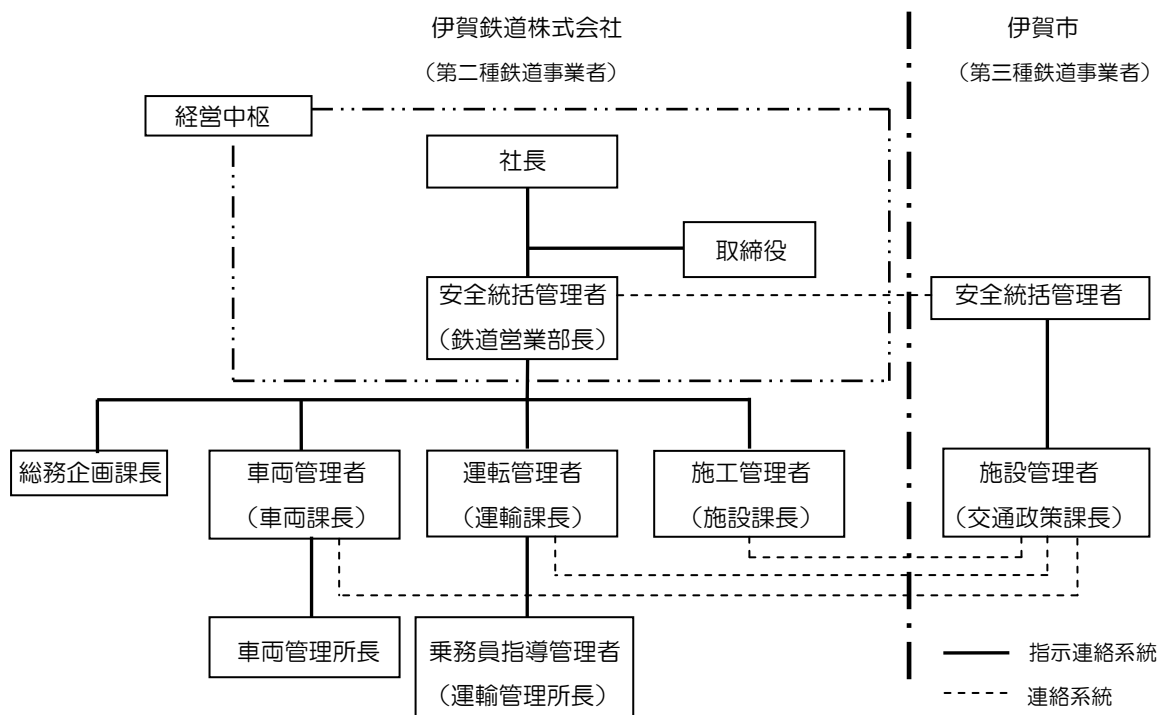 伊賀鉄道株式会社
（第二種鉄道事業者）
伊賀市
（第三種鉄道事業者）
経営中枢
社長
取締役
安全統括管理者
（鉄道営業部長）
安全統括管理者
総務企画課長
車両管理者
（車両課長）
運転管理者
（運輸課長）
施工管理者
（施設課長）
施設管理者
（交通政策課長）
車両管理所長
乗務員指導管理者
（運輸管理所長）
指示連絡系統
連絡系統